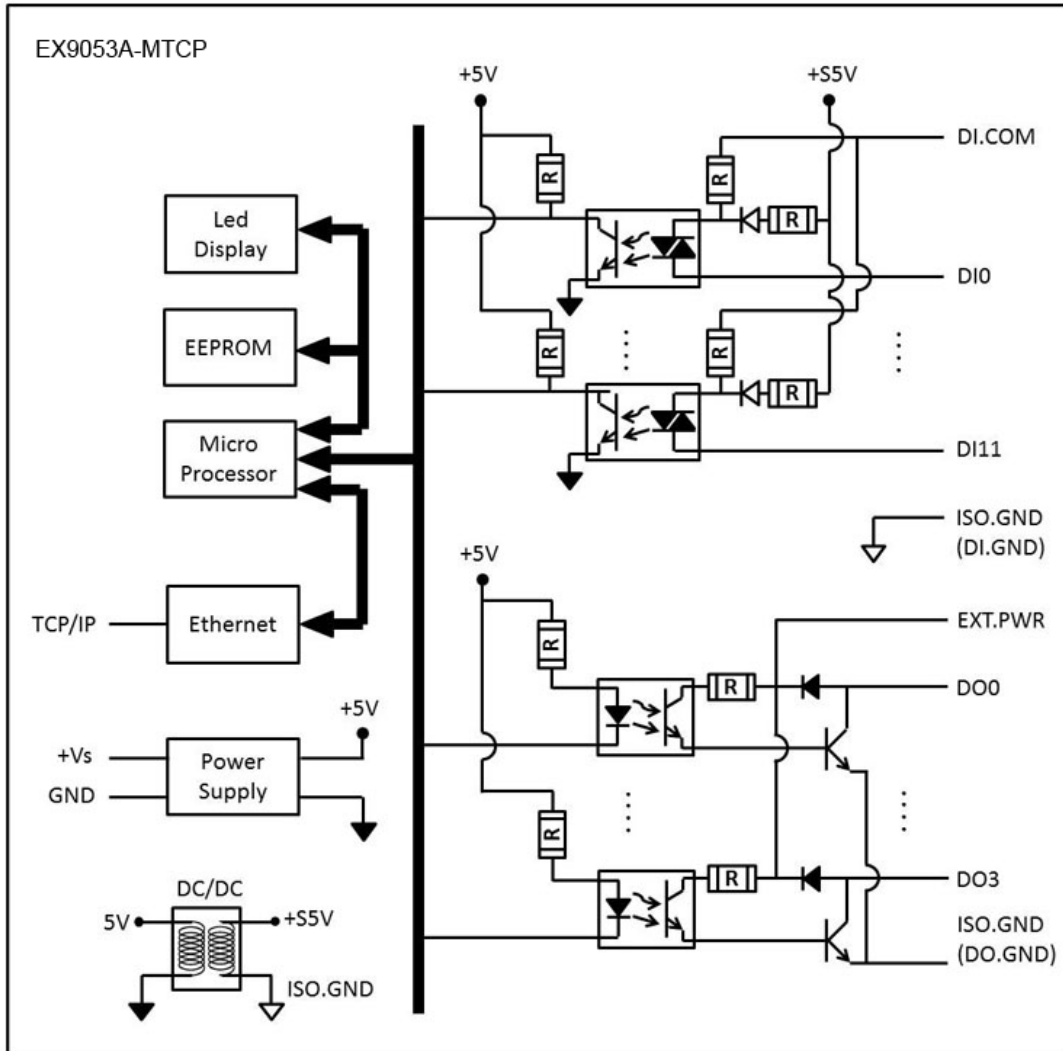 EX9053A-MTCP
+5V
+S5V
DI.COM
R
R
Led
Display
R
DI0
EEPROM
R
R
R
Micro
Processor
DI11
ISO.GND
(DI.GND)
+5V
TCP/IP
Ethernet
EXT.PWR
R
R
DO0
+5V
+Vs
GND
Power
Supply
R
R
DO3
DC/DC
5V
+S5V
ISO.GND
ISO.GND
(DO.GND)